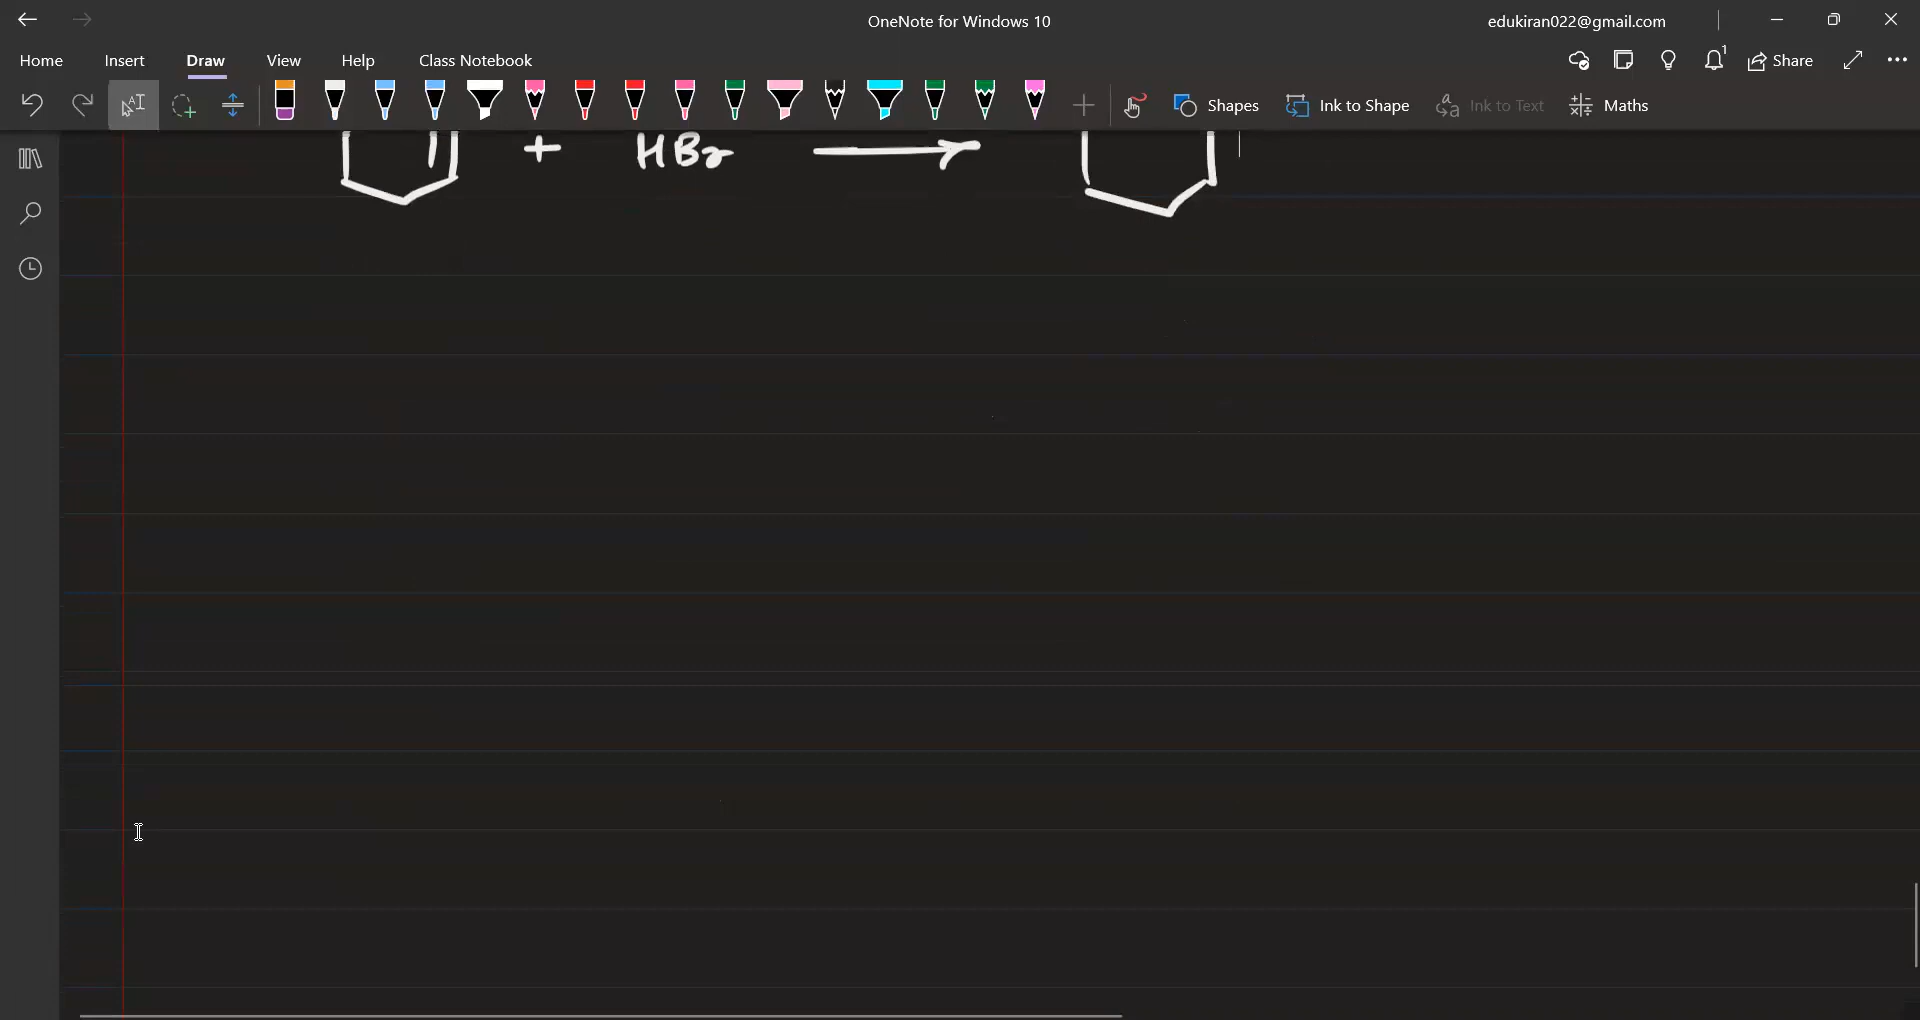 OneNote for Windows 10
edukiran022@gmail.com
Home Insert Draw View Help Class Notebook
1
Share
Shapes Ink to Shape Ink to Text Maths
+ HBr